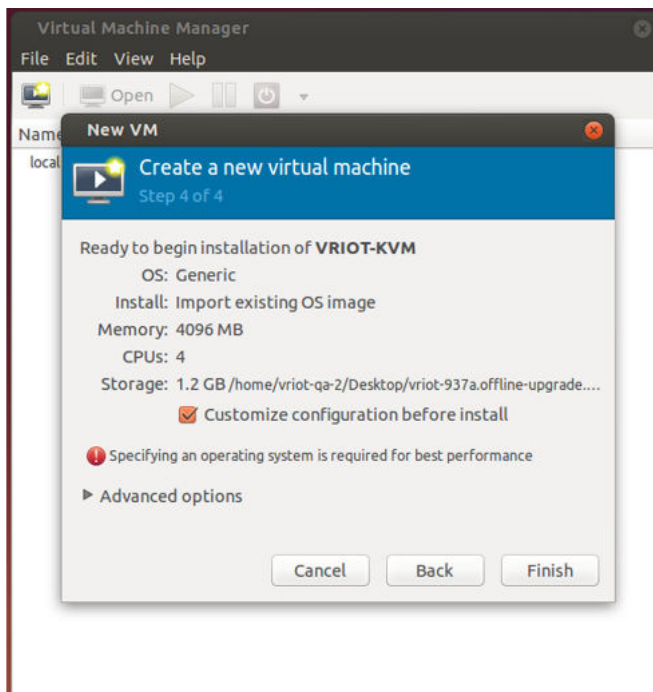 Virtual Machine Manager
File Edit View Help
Open
Name
New VM
local
Create a new virtual machine
Step 4 of 4
Ready to begin installation of VRIOT-KVM
OS: Generic
Install: Import existing OS image
Memory: 4096 MB
CPUs: 4
Storage: 1.2 GB /home/vriot-qa-2/Desktop/vriot-937a.offline-upgrade....
Customize configuration before install
Specifying an operating system is required for best performance
Advanced options
Cancel Back Finish